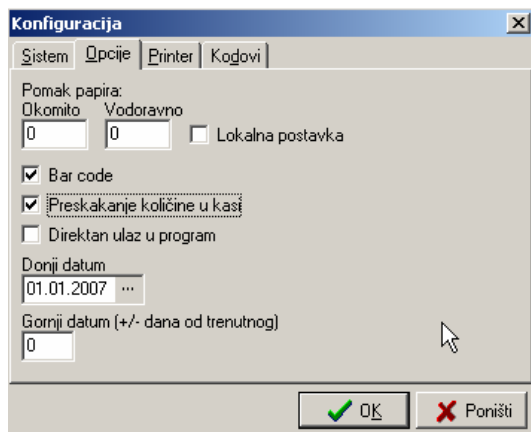 Konfiguracija
Sistem Opcije Printer Kodovi
Pomak papira:
Okomito Vodoravno
0 0 Lokalna postavka
Bar code
Preskakanje količine u kasi
Direktan ulaz u program
Donji datum
01.01.2007 ...
Gornji datum (+/- dana od trenutnog)
0
OK Poništi